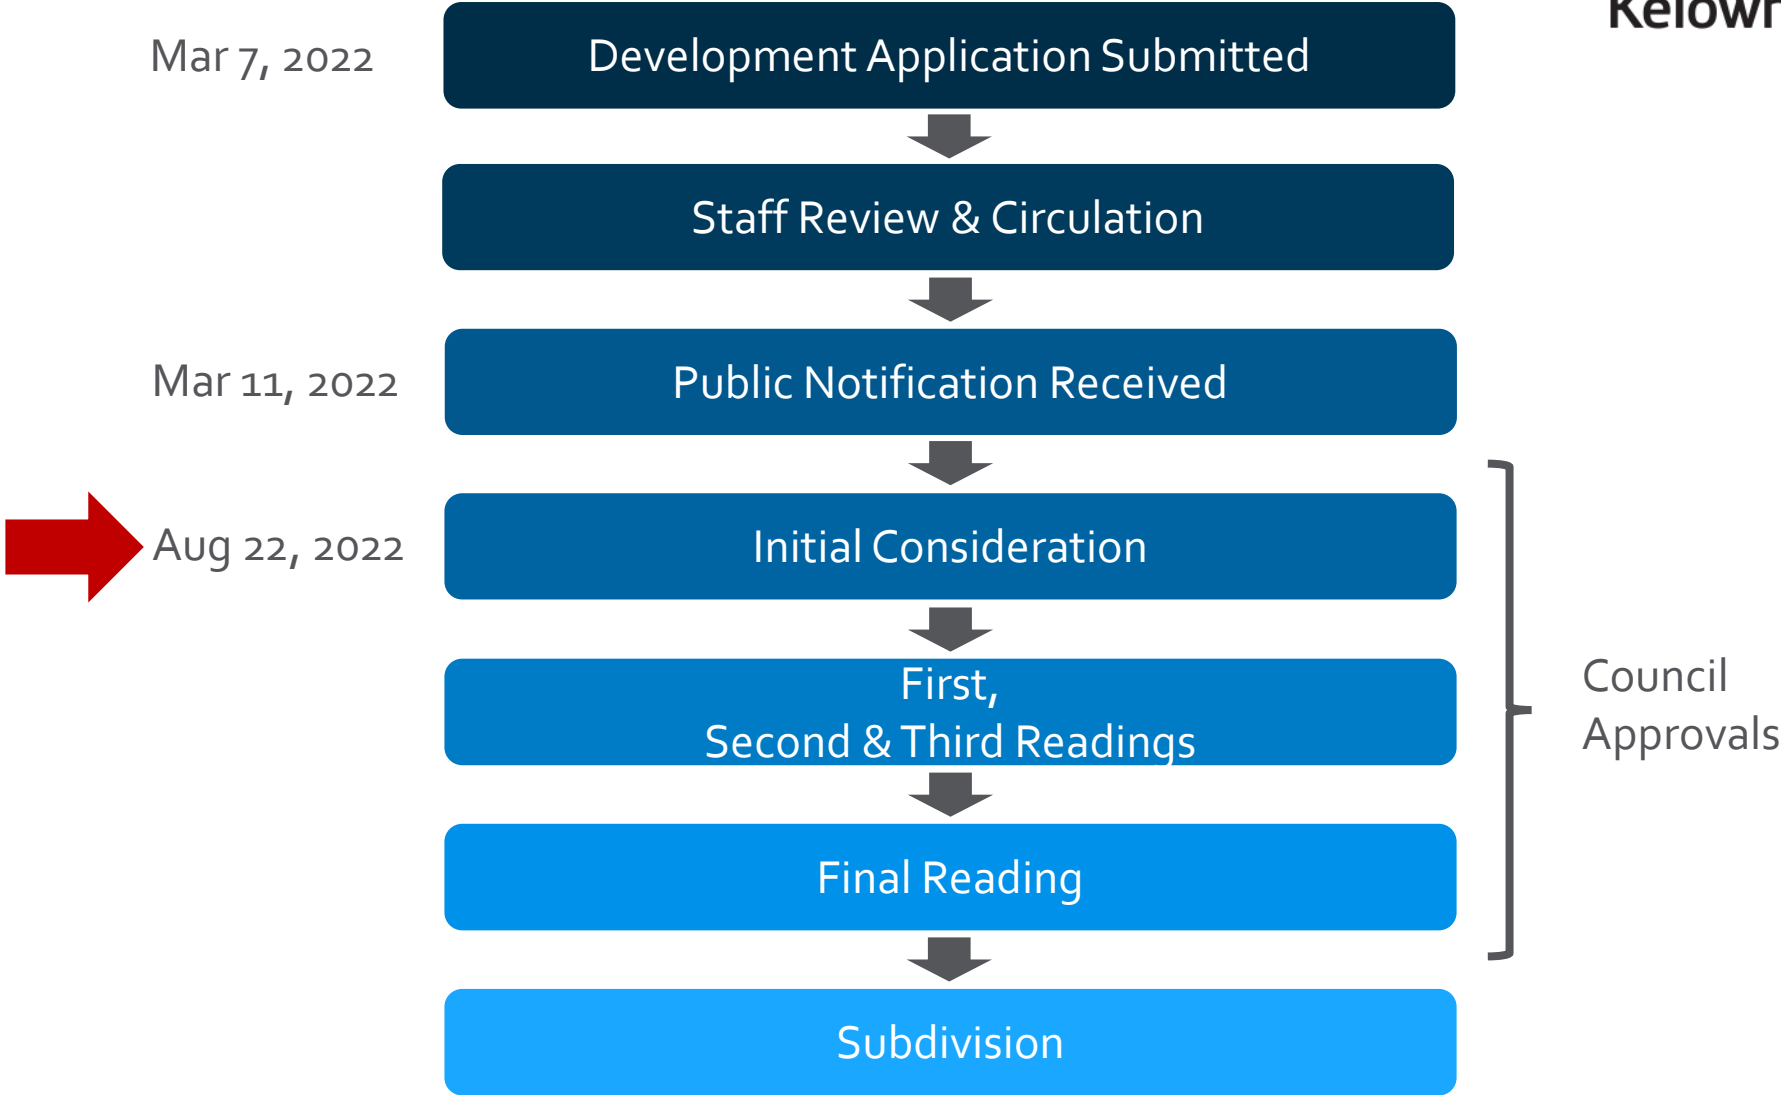 Mar 7, 2022
Development Application Submitted
Staff Review & Circulation
Mar 11, 2022
Public Notification Received
Aug 22, 2022
Initial Consideration
First,
Second & Third Readings
Final Reading
Subdivision
Council
Approvals